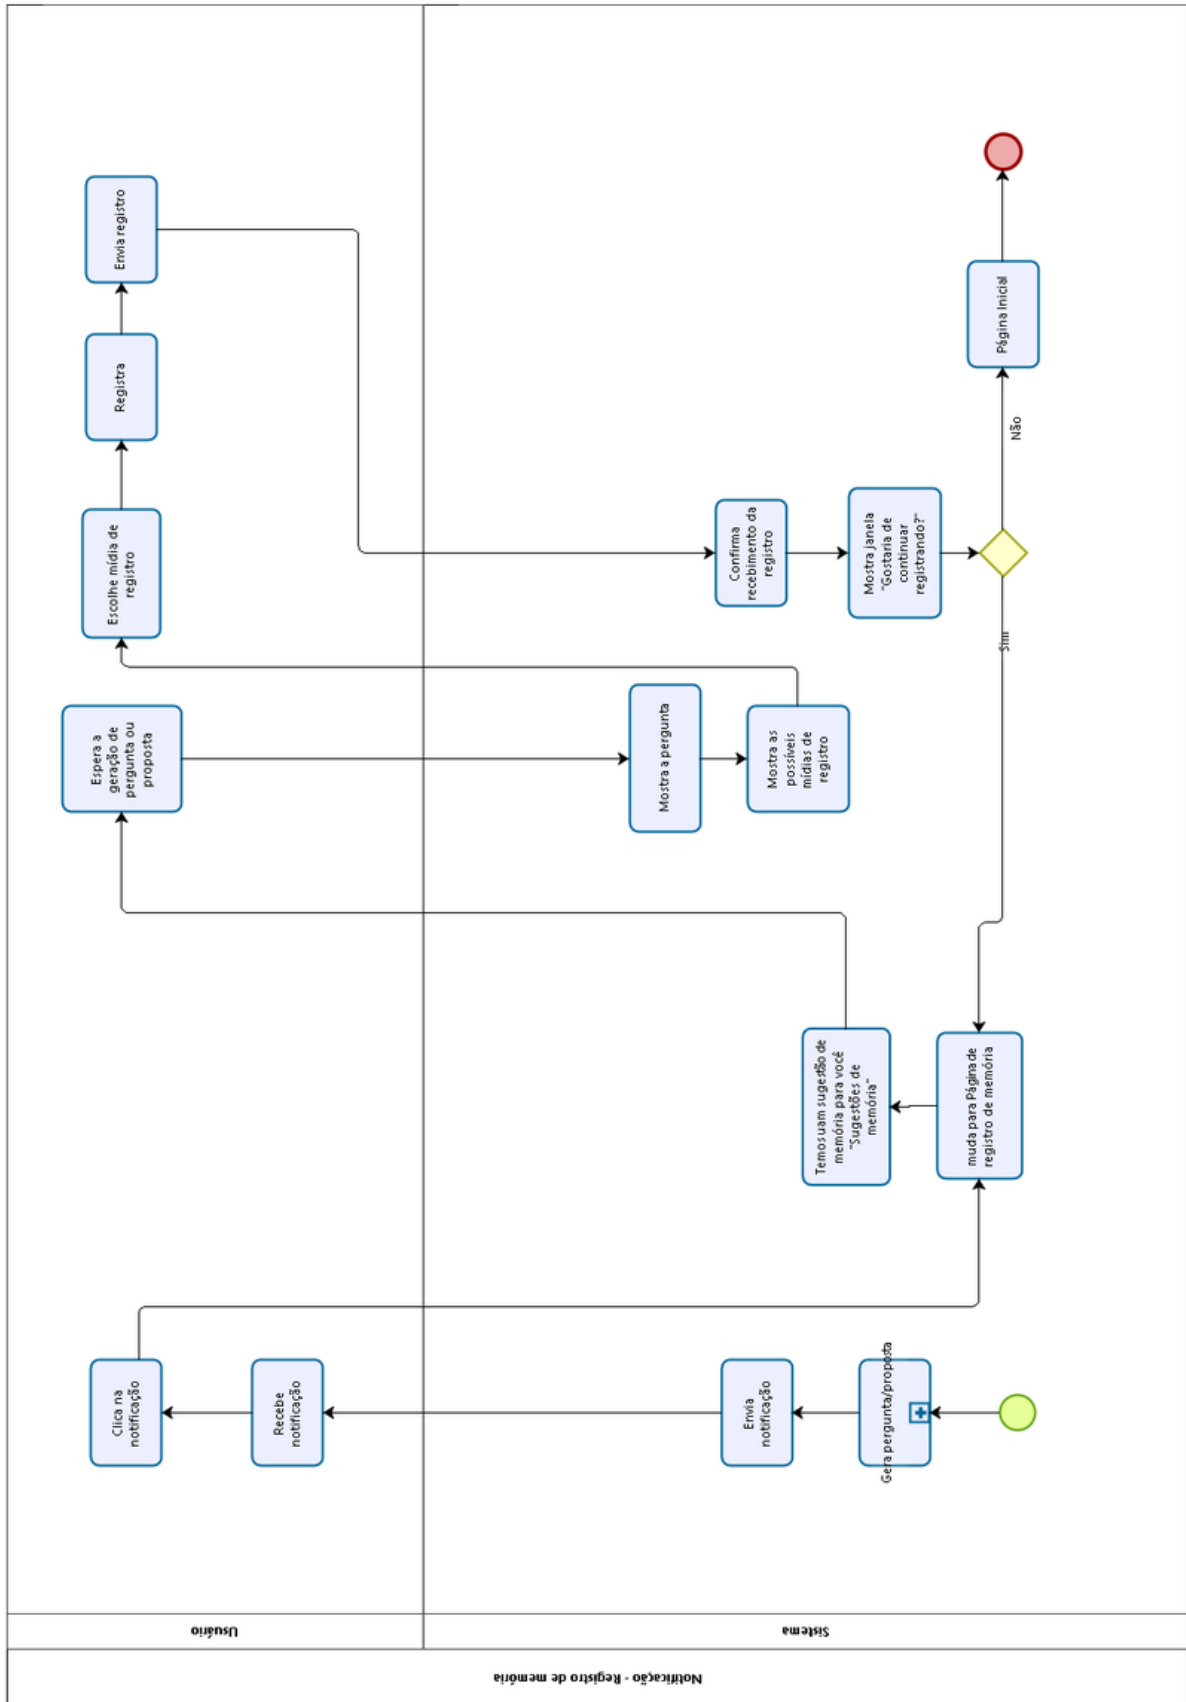 Notificação - Registro de memória
Usuário
Sistema
Gera pergunta/proposta
Envia
notificação
Recebe
notificação
Clica na
notificação
muda para Página de
registro de memória
Temos uam sugestão de
memória para você
"Sugestões de
memória"
Espera a
geração de
pergunta ou
proposta
Mostra a pergunta
Mostra as
possíveis
mídias de
registro
Escolhe mídia de
registro
Registra
Envia registro
Confirma
recebimento da
registro
Mostra janela
"Gostaria de
continuar
registrando?"
Sim
Não
Página Inicial